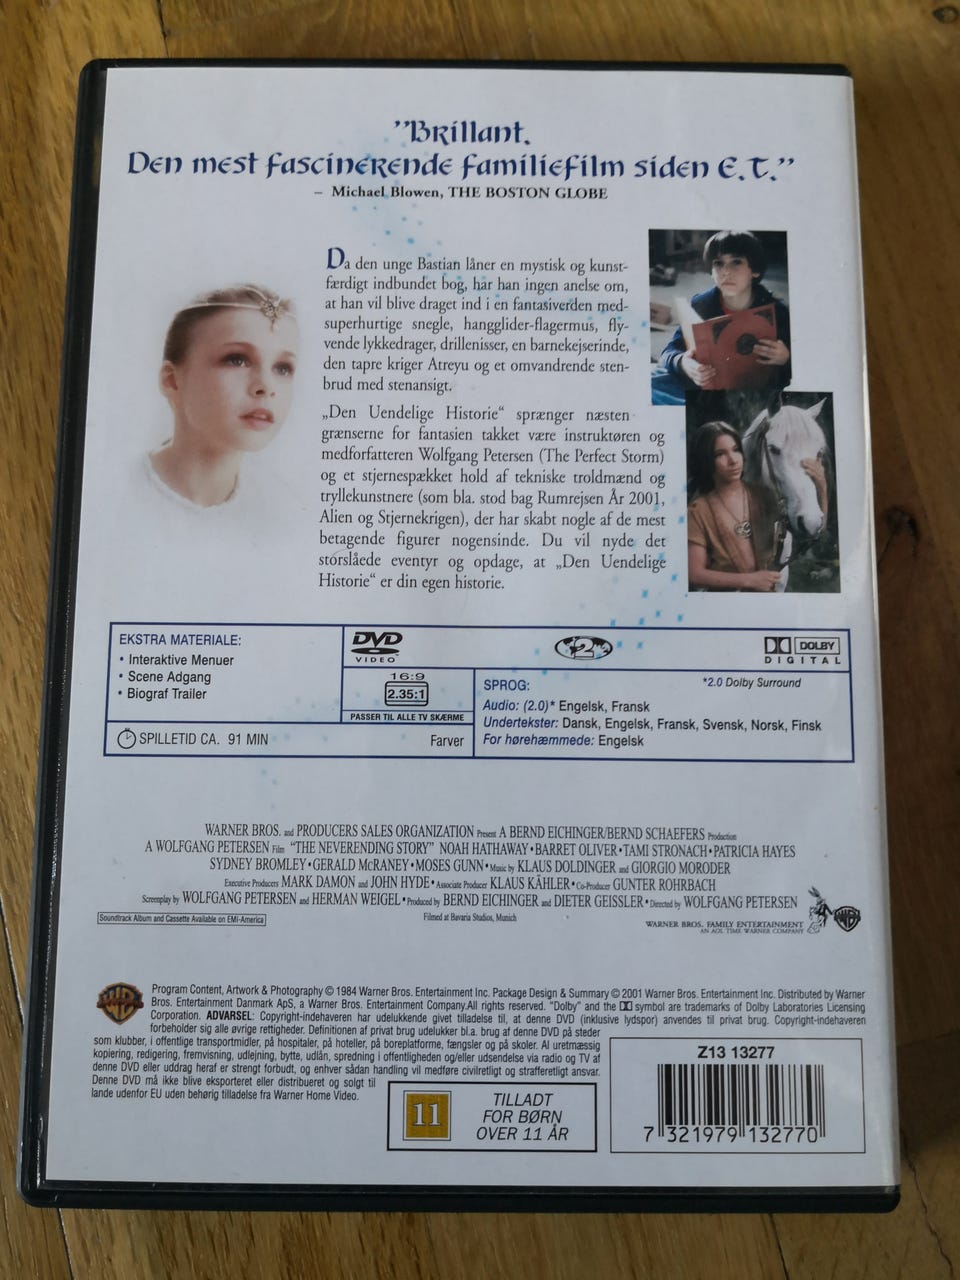 ”Brillant.
Den mest fascinerende familiefilm siden E.T.”
– Michael Blowen, THE BOSTON GLOBE
Da den unge Bastian låner en mystisk og kunst-
færdigt indbundet bog, har han ingen anelse om,
at han vil blive draget ind i en fantasiverden med-
superhurtige snegle, hangglider-flagermus, fly-
vende lykkedrager, drillenisser, en barnekejserinde,
den tapre kriger Atreyu og et omvandrende sten-
brud med stenansigt.
„Den Uendelige Historie“ sprænger næsten
grænserne for fantasien takket være instruktøren og
medforfatteren Wolfgang Petersen (The Perfect Storm)
og et stjernespækket hold af tekniske troldmænd og
tryllekunstnere (som bla. stod bag Rumrejsen År 2001,
Alien og Stjernekrigen), der har skabt nogle af de mest
betagende figurer nogensinde. Du vil nyde det
storslåede eventyr og opdage, at „Den Uendelige
Historie“ er din egen historie.
EKSTRA MATERIALE:
• Interaktive Menuer
• Scene Adgang
• Biograf Trailer
SPILLETID CA. 91 MIN
Farver
DVD
VIDEO
16:9
2.35:1
PASSER TIL ALLE TV SKÆRME
2
DOLBY
DIGITAL
SPROG:
*2.0 Dolby Surround
Audio: (2.0)* Engelsk, Fransk
Undertekster: Dansk, Engelsk, Fransk, Svensk, Norsk, Finsk
For hørehæmmede: Engelsk
WARNER BROS. and PRODUCERS SALES ORGANIZATION Present A BERND EICHINGER/BERND SCHAEFERS Production
A WOLFGANG PETERSEN Film "THE NEVERENDING STORY" NOAH HATHAWAY•BARRET OLIVER•TAMI STRONACH•PATRICIA HAYES
SYDNEY BROMLEY•GERALD McRANEY•MOSES GUNN•Music by KLAUS DOLDINGER and GIORGIO MORODER
Executive Producers MARK DAMON and JOHN HYDE•Associate Producer KLAUS KÄHLER•Co-Producer GUNTER ROHRBACH
Screenplay by WOLFGANG PETERSEN and HERMAN WEIGEL•Produced by BERND EICHINGER and DIETER GEISSLER•Directed by WOLFGANG PETERSEN
Soundtrack Album and Cassette Available on EMI-America
Filmed at Bavaria Studios, Munich
WARNER BROS. FAMILY ENTERTAINMENT
AN AOL TIME WARNER COMPANY
Program Content, Artwork & Photography © 1984 Warner Bros. Entertainment Inc. Package Design & Summary © 2001 Warner Bros. Entertainment Inc. Distributed by Warner
Bros. Entertainment Danmark ApS, a Warner Bros. Entertainment Company.All rights reserved. "Dolby" and the symbol are trademarks of Dolby Laboratories Licensing
Corporation. ADVARSEL: Copyright-indehaveren har udelukkende givet tilladelse til, at denne DVD (inklusive lydspor) anvendes til privat brug. Copyright-indehaveren
forbeholder sig alle øvrige rettigheder. Definitionen af privat brug udelukker bl.a. brug af denne DVD på steder
som klubber, i offentlige transportmidler, på hospitaler, på hoteller, på boreplatforme, fængsler og på skoler. Al uretmæssig
kopiering, redigering, fremvisning, udlejning, bytte, udlån, spredning i offentligheden og/eller udsendelse via radio og TV af
denne DVD eller uddrag heraf er strengt forbudt, og enhver sådan handling vil medføre civilretligt og strafferetligt ansvar.
Denne DVD må ikke blive eksporteret eller distribueret og solgt til
lande udenfor EU uden behørig tilladelse fra Warner Home Video.
11
TILLADT
FOR BØRN
OVER 11 ÅR
Z13 13277
7 321979 132770